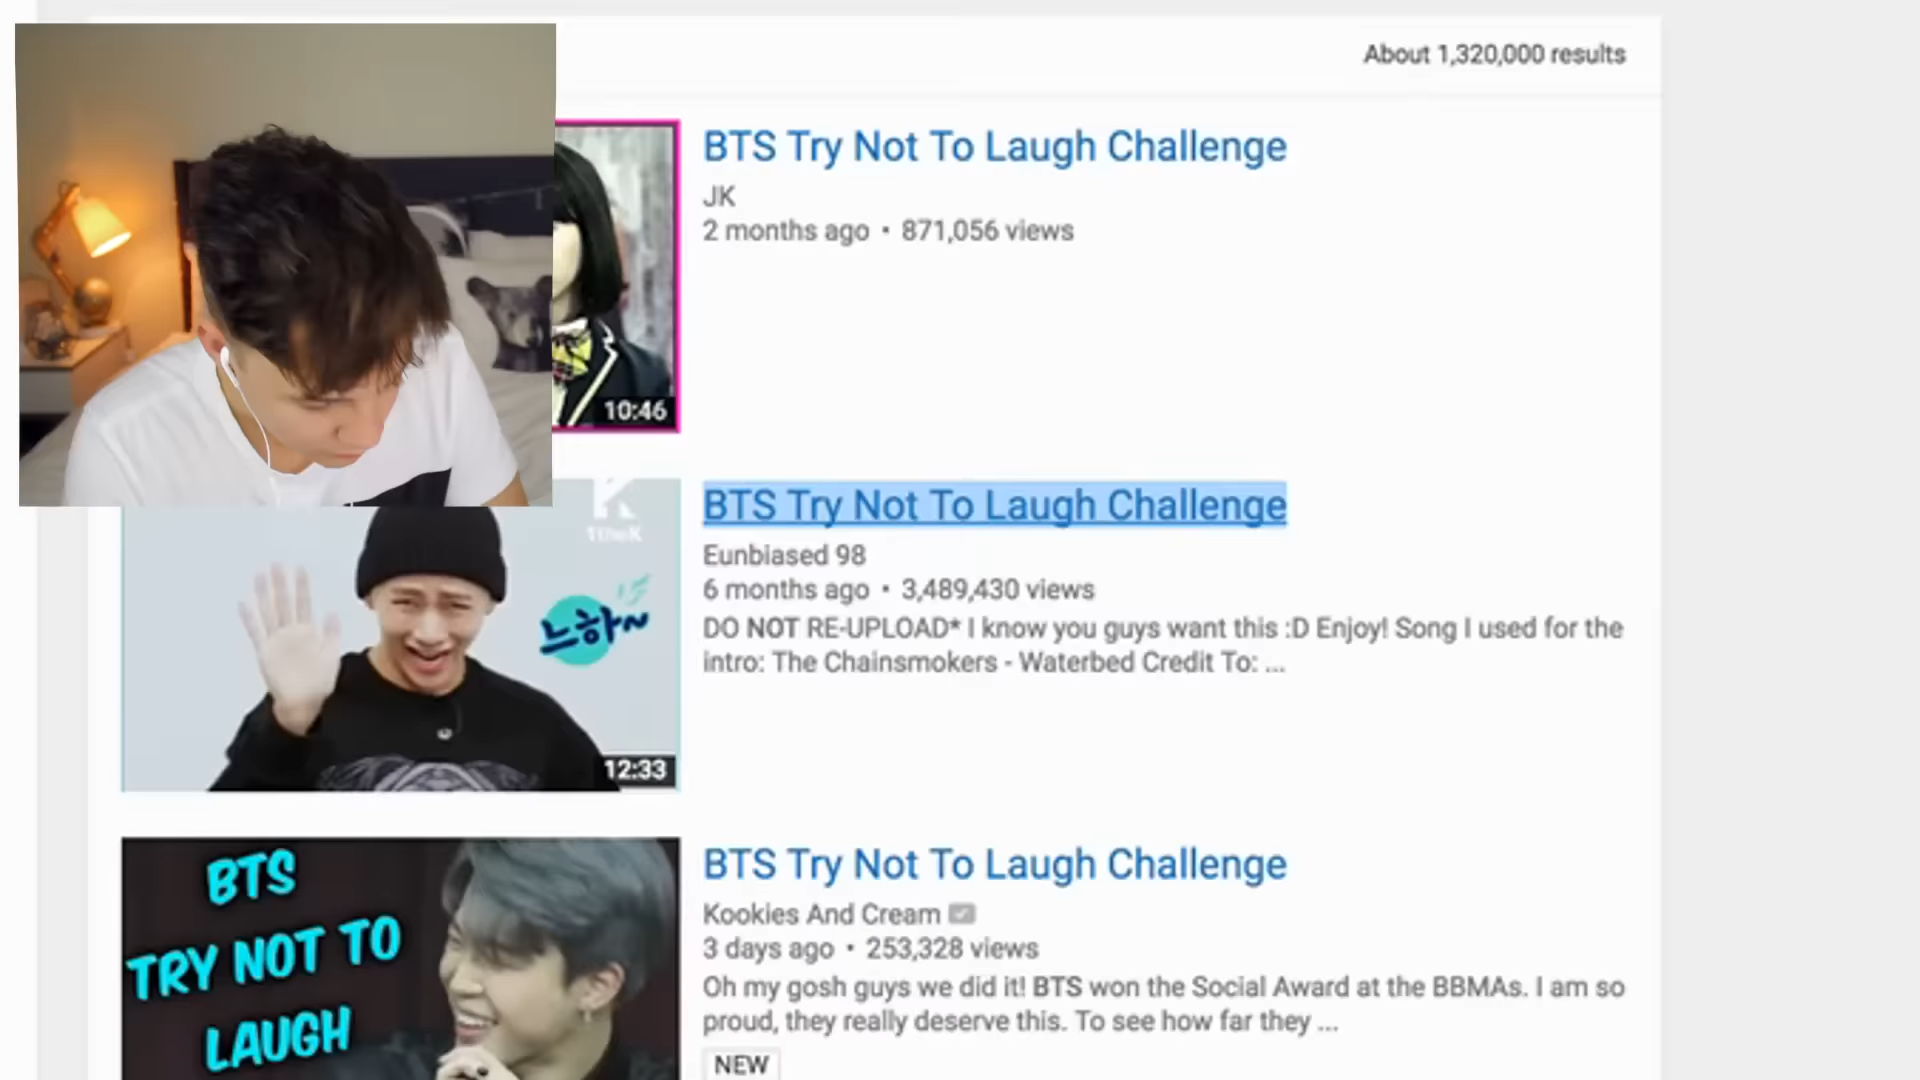 About 1,320,000 results
BTS Try Not To Laugh Challenge
JK
2 months ago • 871,056 views
10:46
BTS Try Not To Laugh Challenge
Eunbiased 98
6 months ago • 3,489,430 views
DO NOT RE-UPLOAD* I know you guys want this :D Enjoy! Song I used for the
intro: The Chainsmokers - Waterbed Credit To: ...
K
1theK
느하~
12:33
BTS Try Not To Laugh Challenge
Kookies And Cream
3 days ago • 253,328 views
Oh my gosh guys we did it! BTS won the Social Award at the BBMAs. I am so
proud, they really deserve this. To see how far they ...
NEW
BTS
TRY NOT TO
LAUGH